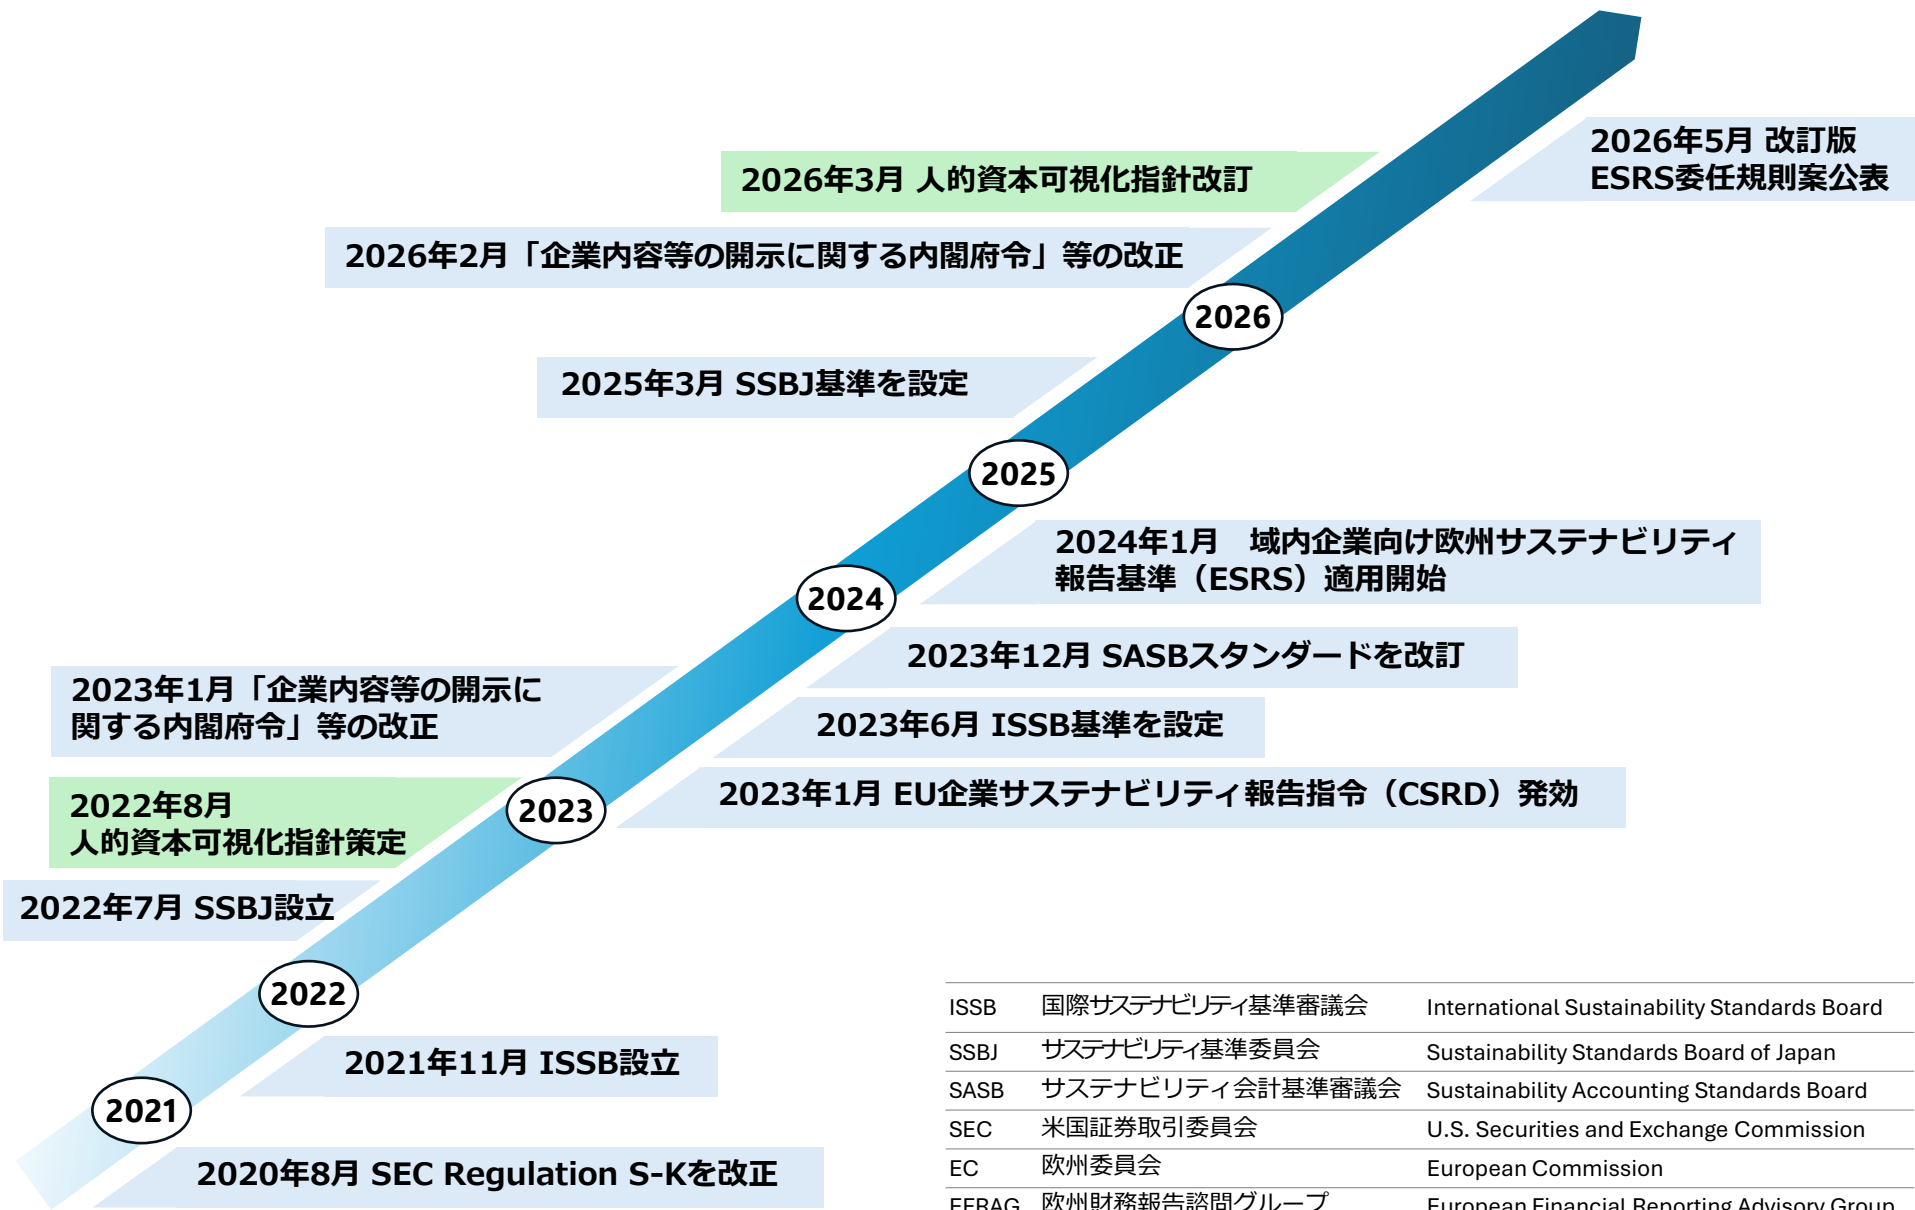 2026年5月 改訂版
ESRS委任規則案公表
2026年3月 人的資本可視化指針改訂
2026年2月「企業内容等の開示に関する内閣府令」等の改正
2026
2025年3月 SSBJ基準を設定
2025
2024年1月　域内企業向け欧州サステナビリティ
報告基準（ESRS）適用開始
2024
2023年12月 SASBスタンダードを改訂
2023年1月「企業内容等の開示に
関する内閣府令」等の改正
2023年6月 ISSB基準を設定
2023年1月 EU企業サステナビリティ報告指令（CSRD）発効
2023
2022年8月
人的資本可視化指針策定
2022年7月 SSBJ設立
2022
2021年11月 ISSB設立
2021
2020年8月 SEC Regulation S-Kを改正
ISSB 国際サステナビリティ基準審議会 International Sustainability Standards Board
SSBJ サステナビリティ基準委員会 Sustainability Standards Board of Japan
SASB サステナビリティ会計基準審議会 Sustainability Accounting Standards Board
SEC 米国証券取引委員会 U.S. Securities and Exchange Commission
EC 欧州委員会 European Commission
EFRAG 欧州財務報告諮問グループ European Financial Reporting Advisory Group